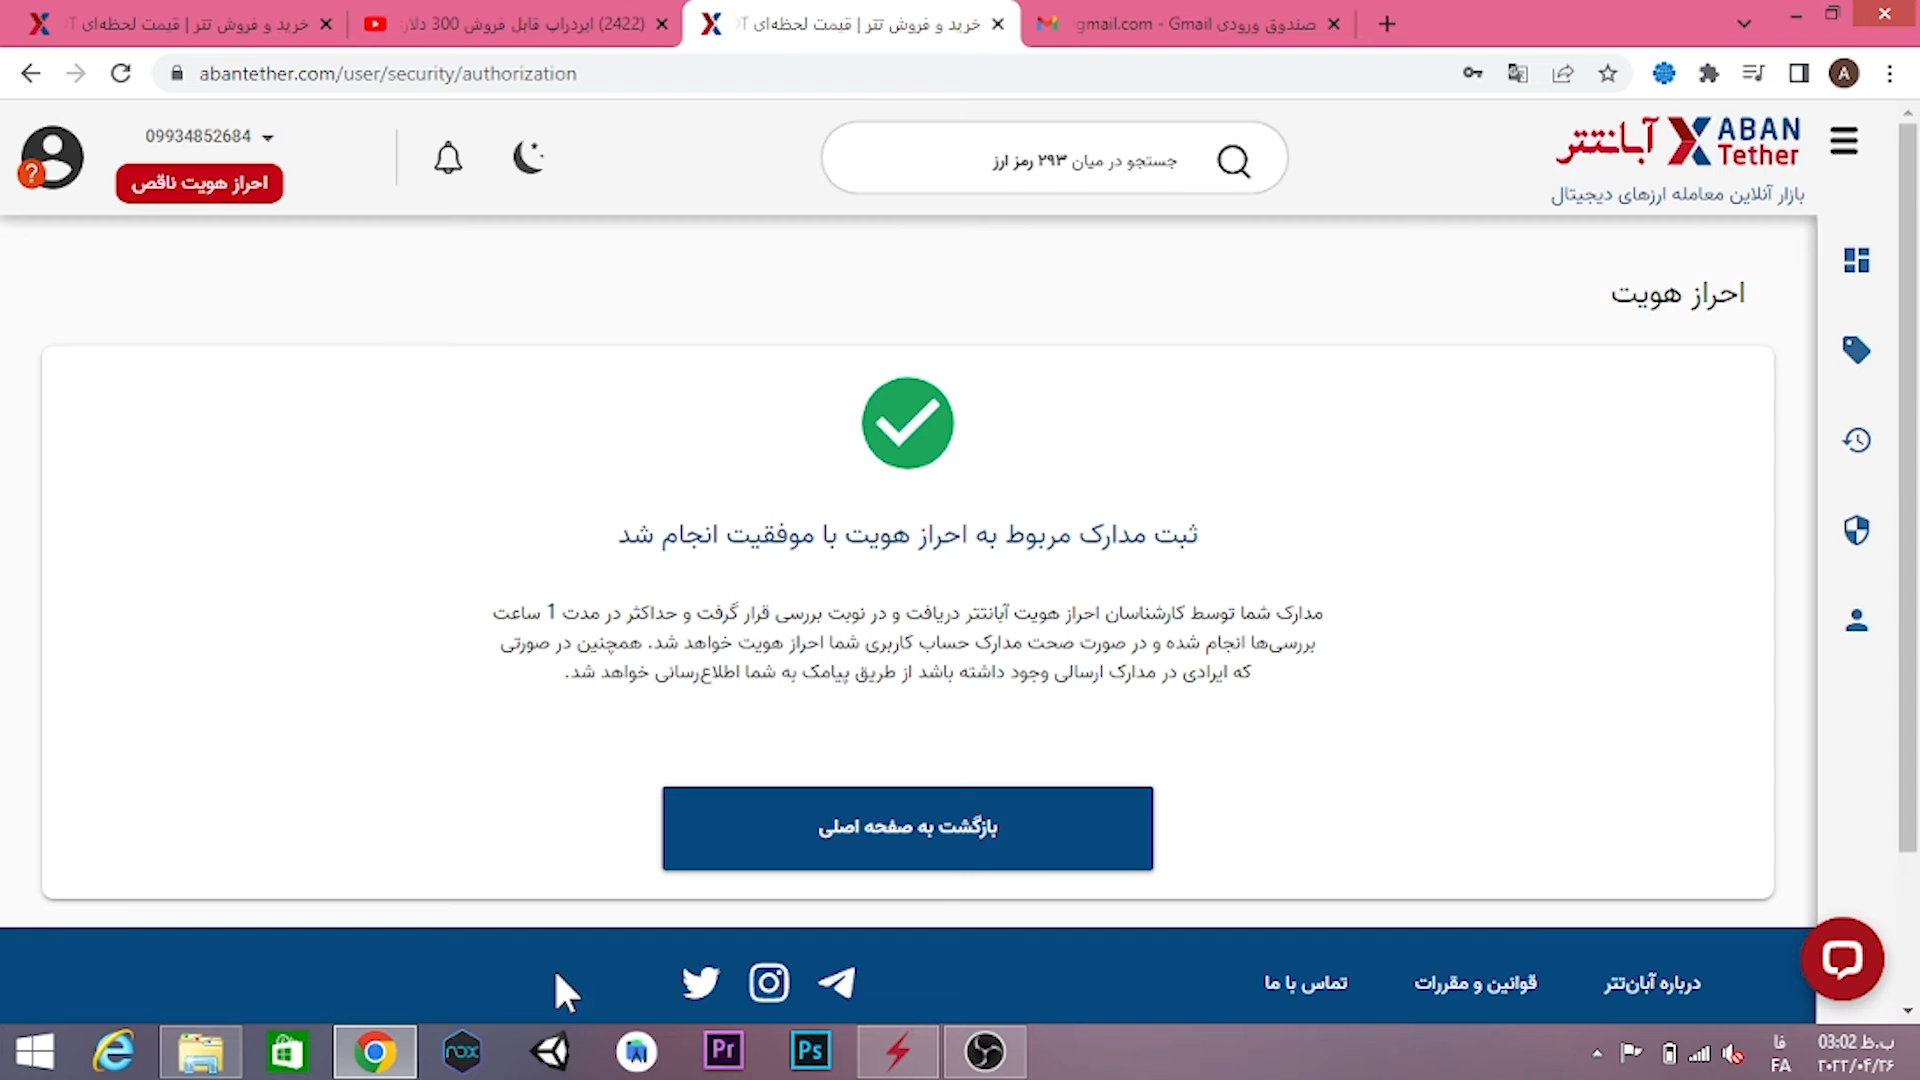 خرید و فروش تتر | قیمت لحظه‌ای
(2422) ایردراپ قابل فروش 300 دلار
خرید و فروش تتر | قیمت لحظه‌ای
صندوق ورودی gmail.com - Gmail
abantether.com/user/security/authorization
A
09934852684
احراز هویت ناقص
?
جستجو در میان ۲۹۳ رمز ارز
آبانتتر
ABAN
Tether
بازار آنلاین معامله ارزهای دیجیتال
احراز هویت
ثبت مدارک مربوط به احراز هویت با موفقیت انجام شد
مدارک شما توسط کارشناسان احراز هویت آبانتتر دریافت و در نوبت بررسی قرار گرفت و حداکثر در مدت 1 ساعت
بررسی‌ها انجام شده و در صورت صحت مدارک حساب کاربری شما احراز هویت خواهد شد. همچنین در صورتی
که ایرادی در مدارک ارسالی وجود داشته باشد از طریق پیامک به شما اطلاع‌رسانی خواهد شد.
بازگشت به صفحه اصلی
درباره آبان‌تتر
قوانین و مقررات
تماس با ما
nox
Pr
Ps
فا
FA
03:02 ب.ظ
۲۰۲۲/۰۴/۲۶